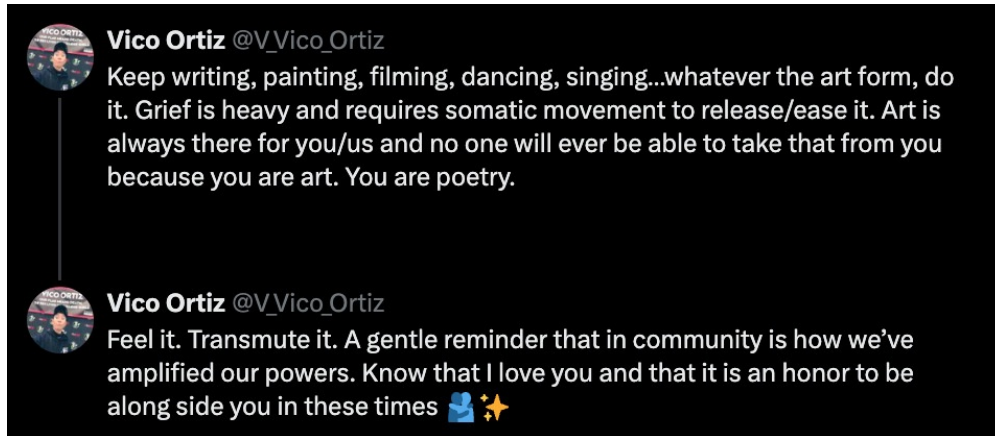 Vico Ortiz @V_Vico_Ortiz
Keep writing, painting, filming, dancing, singing...whatever the art form, do
it. Grief is heavy and requires somatic movement to release/ease it. Art is
always there for you/us and no one will ever be able to take that from you
because you are art. You are poetry.
Vico Ortiz @V_Vico_Ortiz
Feel it. Transmute it. A gentle reminder that in community is how we’ve
amplified our powers. Know that I love you and that it is an honor to be
along side you in these times 🫂✨